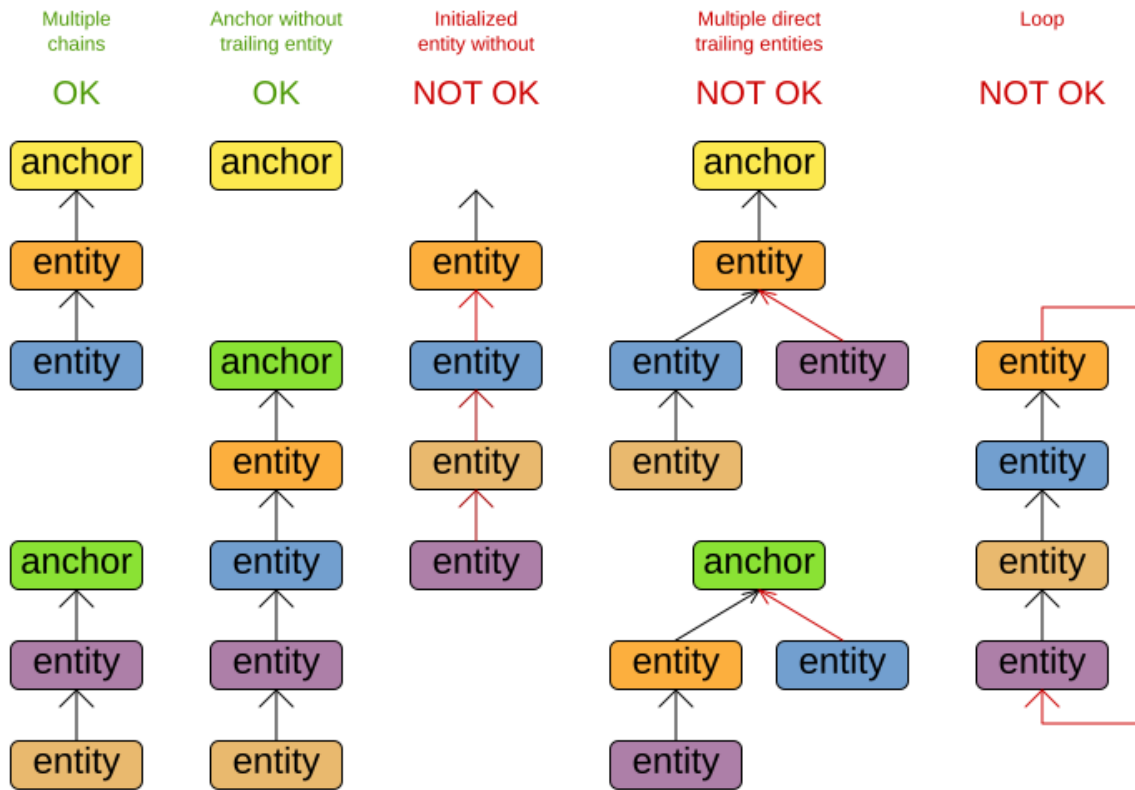 Multiple
chains
OK
anchor
entity
entity
anchor
entity
entity
Anchor without
trailing entity
OK
anchor
anchor
entity
entity
entity
entity
Initialized
entity without
NOT OK
entity
entity
entity
entity
Multiple direct
trailing entities
NOT OK
anchor
entity
entity
entity
entity
anchor
entity
entity
entity
Loop
NOT OK
entity
entity
entity
entity